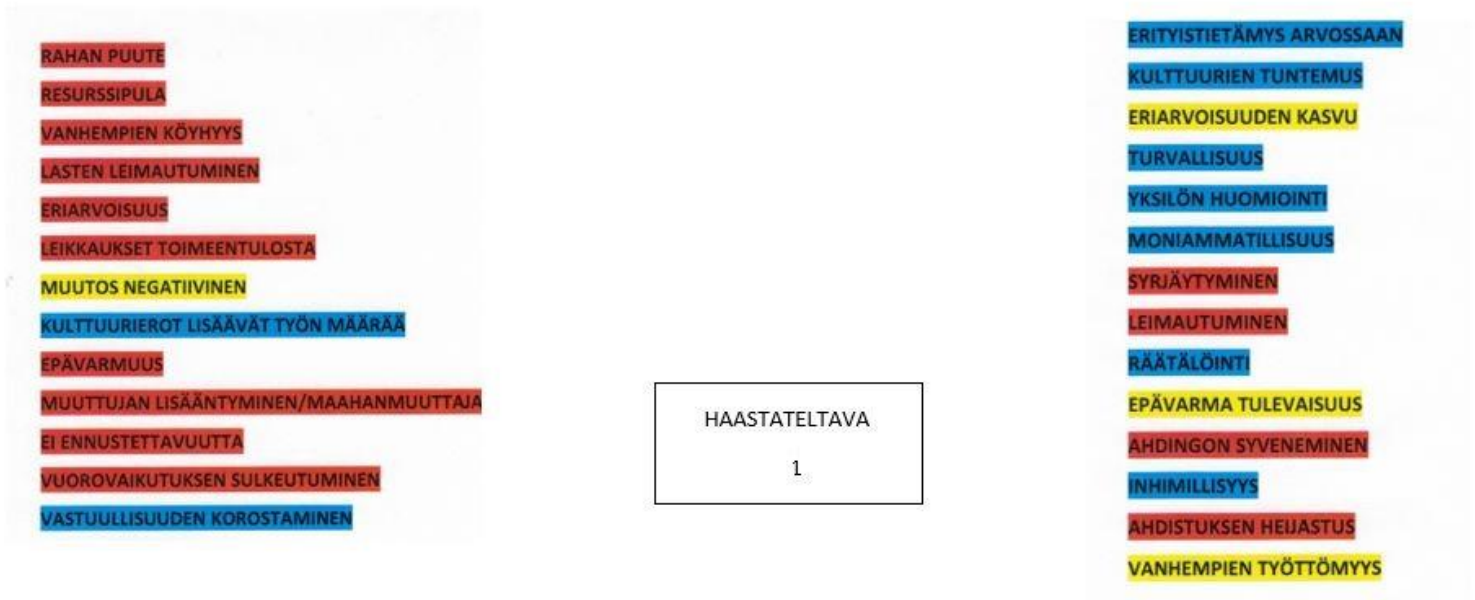 RAHAN PUUTE
RESURSSIPULA
VANHEMPIEN KÖYHYYS
LASTEN LEIMAUTUMINEN
ERIARVOISUUS
LEIKKAUKSET TOIMEENTULOSTA
MUUTOS NEGATIIVINEN
KULTTUURIEROT LISÄÄVÄT TYÖN MÄÄRÄÄ
EPÄVARMUUS
MUUTTUJAN LISÄÄNTYMINEN/MAAHANMUUTTAJA
EI ENNUSTETTAVUUTTA
VUOROVAIKUTUKSEN SULKEUTUMINEN
VASTUULLISUUDEN KOROSTAMINEN
HAASTATELTAVA
1
ERITYISTIETÄMYS ARVOSSAAN
KULTTUURIEN TUNTEMUS
ERIARVOISUUDEN KASVU
TURVALLISUUS
YKSILÖN HUOMIOINTI
MONIAMMATILLISUUS
SYRJÄYTYMINEN
LEIMAUTUMINEN
RÄÄTÄLÖINTI
EPÄVARMA TULEVAISUUS
AHDINGON SYVENEMINEN
INHIMILLISYYS
AHDISTUKSEN HEIJASTUS
VANHEMPIEN TYÖTTÖMYYS